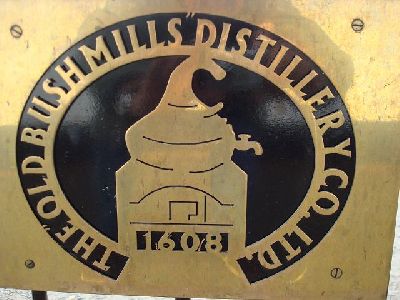 THE "OLD BUSHMILLS" DISTILLERY CO. LTD.
1608